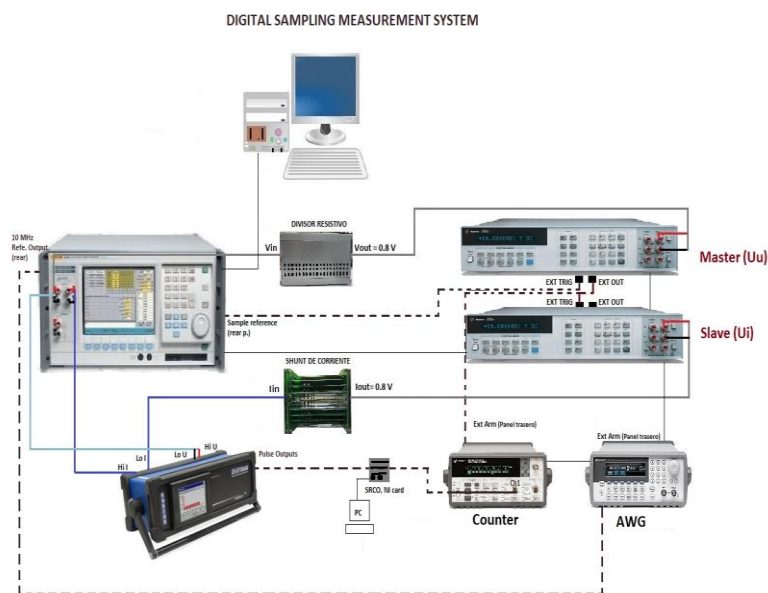 DIGITAL SAMPLING MEASUREMENT SYSTEM
10 MHz
Refe. Output
(rear)
DIVISOR RESISTIVO
Vin
Vout = 0.8 V
Master (Uu)
EXT TRIG
EXT OUT
EXT TRIG
EXT OUT
Sample reference
(rear p.)
Slave (Ui)
SHUNT DE CORRIENTE
Iin
Iout= 0.8 V
Ext Arm (Panel trasero)
Ext Arm (Panel trasero)
Hi U
Lo U
Lo I
Hi I
Pulse Outputs
SRCO, NI card
PC
Ch1
Counter
AWG